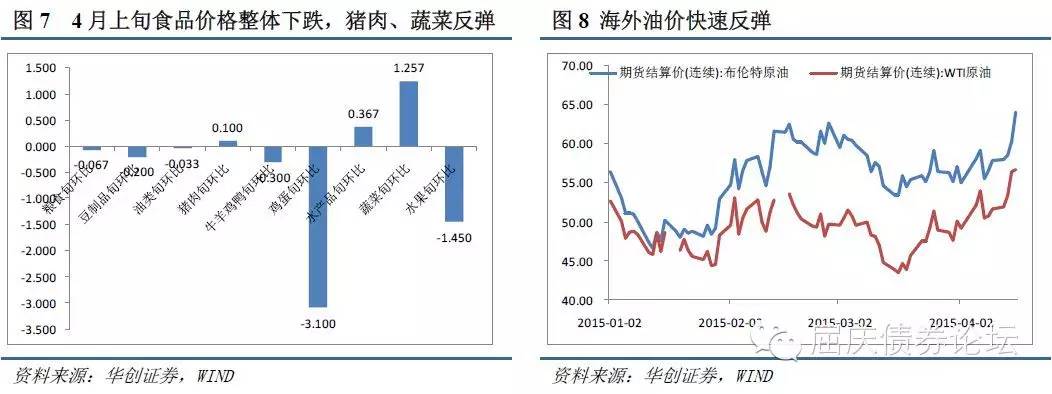 图 7 4 月上旬食品价格整体下跌，猪肉、蔬菜反弹
1.500
1.000
0.500
0.000
-0.500
-1.000
-1.500
-2.000
-2.500
-3.000
-3.500
-0.067
-0.200
-0.033
0.100
-0.300
-3.100
0.367
1.257
-1.450
粮食旬环比
豆制品旬环比
油类旬环比
猪肉旬环比
牛羊鸡鸭旬环比
鸡蛋旬环比
水产品旬环比
蔬菜旬环比
水果旬环比
资料来源：华创证券，WIND
图 8 海外油价快速反弹
期货结算价(连续):布伦特原油
期货结算价(连续):WTI原油
65.00
60.00
55.00
50.00
45.00
40.00
2015-01-02
2015-02-02
2015-03-02
2015-04-02
屈庆债券论坛
资料来源：华创证券，WIND